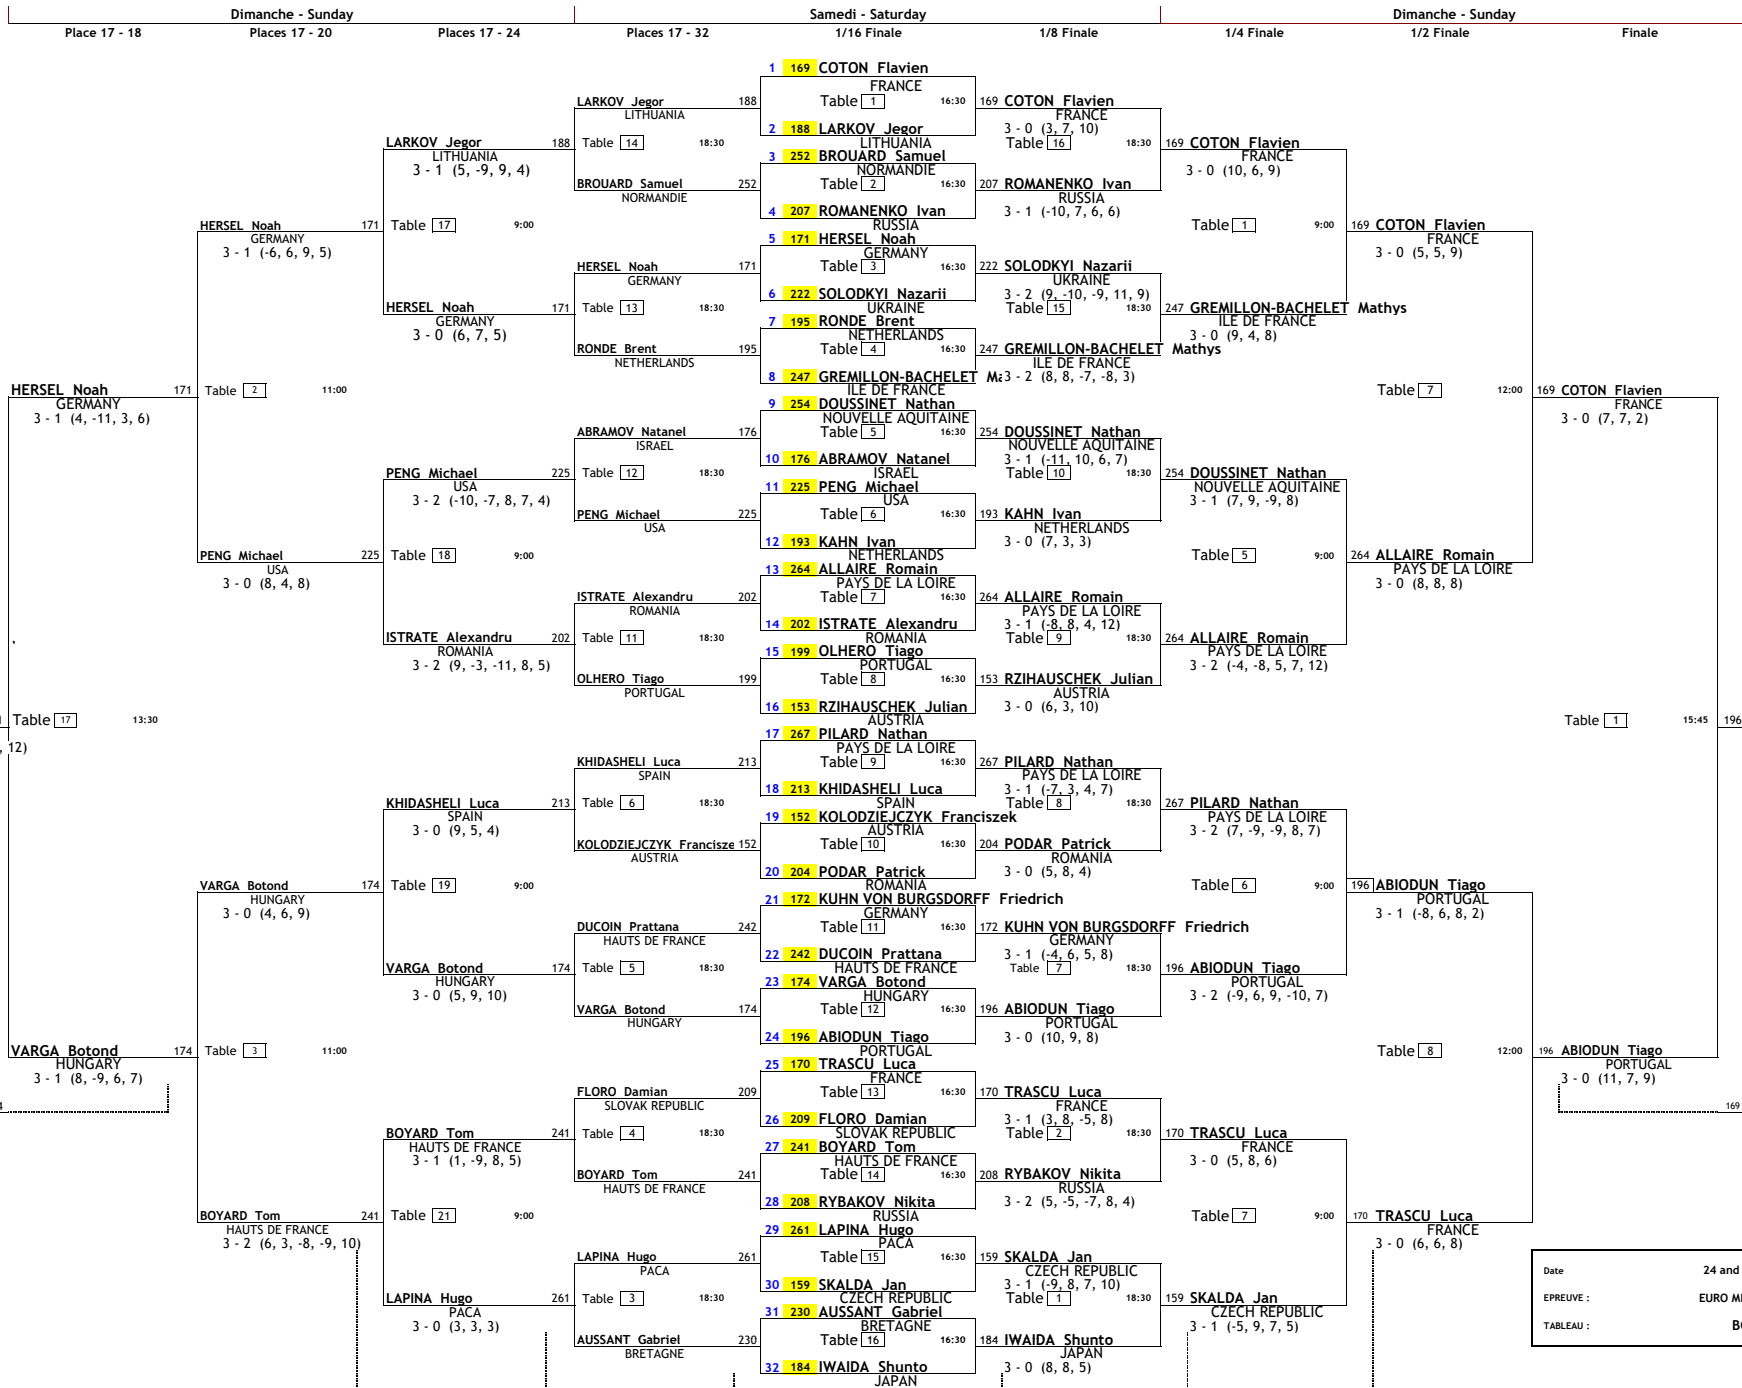 Dimanche - Sunday
Samedi - Saturday
Dimanche - Sunday
Place 17 - 18
Places 17 - 20
Places 17 - 24
Places 17 - 32
1/16 Finale
1/8 Finale
1/4 Finale
1/2 Finale
Finale
HERSEL Noah 171
GERMANY
3 - 1 (4, -11, 3, 6)
Table 17 13:30
, 12)
VARGA Botond 174
HUNGARY
3 - 1 (8, -9, 6, 7)
HERSEL Noah 171
GERMANY
3 - 1 (-6, 6, 9, 5)
Table 2 11:00
PENG Michael 225
USA
3 - 0 (8, 4, 8)
VARGA Botond 174
HUNGARY
3 - 0 (4, 6, 9)
Table 3 11:00
BOYARD Tom 241
HAUTS DE FRANCE
3 - 2 (6, 3, -8, -9, 10)
LARKOV Jegor 188
LITHUANIA
3 - 1 (5, -9, 9, 4)
Table 17 9:00
HERSEL Noah 171
GERMANY
3 - 0 (6, 7, 5)
PENG Michael 225
USA
3 - 2 (-10, -7, 8, 7, 4)
Table 18 9:00
ISTRATE Alexandru 202
ROMANIA
3 - 2 (9, -3, -11, 8, 5)
KHIDASHELI Luca 213
SPAIN
3 - 0 (9, 5, 4)
Table 19 9:00
VARGA Botond 174
HUNGARY
3 - 0 (5, 9, 10)
BOYARD Tom 241
HAUTS DE FRANCE
3 - 1 (1, -9, 8, 5)
Table 21 9:00
LAPINA Hugo 261
PACA
3 - 0 (3, 3, 3)
LARKOV Jegor 188
LITHUANIA
Table 14 18:30
BROUARD Samuel 252
NORMANDIE
HERSEL Noah 171
GERMANY
Table 13 18:30
RONDE Brent 195
NETHERLANDS
ABRAMOV Natanel 176
ISRAEL
Table 12 18:30
PENG Michael 225
USA
ISTRATE Alexandru 202
ROMANIA
Table 11 18:30
OLHERO Tiago 199
PORTUGAL
KHIDASHELI Luca 213
SPAIN
Table 6 18:30
KOLODZIEJCZYK Francisze 152
AUSTRIA
DUCOIN Prattana 242
HAUTS DE FRANCE
Table 5 18:30
VARGA Botond 174
HUNGARY
FLORO Damian 209
SLOVAK REPUBLIC
Table 4 18:30
BOYARD Tom 241
HAUTS DE FRANCE
LAPINA Hugo 261
PACA
Table 3 18:30
AUSSANT Gabriel 230
BRETAGNE
1 169 COTON Flavien
FRANCE
Table 1 16:30
2 188 LARKOV Jegor
LITHUANIA
3 252 BROUARD Samuel
NORMANDIE
Table 2 16:30
4 207 ROMANENKO Ivan
RUSSIA
5 171 HERSEL Noah
GERMANY
Table 3 16:30
6 222 SOLODKYI Nazarii
UKRAINE
7 195 RONDE Brent
NETHERLANDS
Table 4 16:30
8 247 GREMILLON-BACHELET Ma
ILE DE FRANCE
9 254 DOUSSINET Nathan
NOUVELLE AQUITAINE
Table 5 16:30
10 176 ABRAMOV Natanel
ISRAEL
11 225 PENG Michael
USA
Table 6 16:30
12 193 KAHN Ivan
NETHERLANDS
13 264 ALLAIRE Romain
PAYS DE LA LOIRE
Table 7 16:30
14 202 ISTRATE Alexandru
ROMANIA
15 199 OLHERO Tiago
PORTUGAL
Table 8 16:30
16 153 RZIHAUSCHEK Julian
AUSTRIA
17 267 PILARD Nathan
PAYS DE LA LOIRE
Table 9 16:30
18 213 KHIDASHELI Luca
SPAIN
19 152 KOLODZIEJCZYK Franciszek
AUSTRIA
Table 10 16:30
20 204 PODAR Patrick
ROMANIA
21 172 KUHN VON BURGSDORFF Friedrich
GERMANY
Table 11 16:30
22 242 DUCOIN Prattana
HAUTS DE FRANCE
23 174 VARGA Botond
HUNGARY
Table 12 16:30
24 196 ABIODUN Tiago
PORTUGAL
25 170 TRASCU Luca
FRANCE
Table 13 16:30
26 209 FLORO Damian
SLOVAK REPUBLIC
27 241 BOYARD Tom
HAUTS DE FRANCE
Table 14 16:30
28 208 RYBAKOV Nikita
RUSSIA
29 261 LAPINA Hugo
PACA
Table 15 16:30
30 159 SKALDA Jan
CZECH REPUBLIC
31 230 AUSSANT Gabriel
BRETAGNE
Table 16 16:30
32 184 IWAIDA Shunto
JAPAN
169 COTON Flavien
FRANCE
3 - 0 (3, 7, 10)
Table 16 18:30
207 ROMANENKO Ivan
RUSSIA
3 - 1 (-10, 7, 6, 6)
222 SOLODKYI Nazarii
UKRAINE
3 - 2 (9, -10, -9, 11, 9)
Table 15 18:30
247 GREMILLON-BACHELET Mathys
ILE DE FRANCE
3 - 2 (8, 8, -7, -8, 3)
254 DOUSSINET Nathan
NOUVELLE AQUITAINE
3 - 1 (-11, 10, 6, 7)
Table 10 18:30
193 KAHN Ivan
NETHERLANDS
3 - 0 (7, 3, 3)
264 ALLAIRE Romain
PAYS DE LA LOIRE
3 - 1 (-8, 8, 4, 12)
Table 9 18:30
153 RZIHAUSCHEK Julian
AUSTRIA
3 - 0 (6, 3, 10)
267 PILARD Nathan
PAYS DE LA LOIRE
3 - 1 (-7, 3, 4, 7)
Table 8 18:30
204 PODAR Patrick
ROMANIA
3 - 0 (5, 8, 4)
172 KUHN VON BURGSDORFF Friedrich
GERMANY
3 - 1 (-4, 6, 5, 8)
Table 7 18:30
196 ABIODUN Tiago
PORTUGAL
3 - 0 (10, 9, 8)
170 TRASCU Luca
FRANCE
3 - 1 (3, 8, -5, 8)
Table 2 18:30
208 RYBAKOV Nikita
RUSSIA
3 - 2 (5, -5, -7, 8, 4)
159 SKALDA Jan
CZECH REPUBLIC
3 - 1 (-9, 8, 7, 10)
Table 1 18:30
184 IWAIDA Shunto
JAPAN
3 - 0 (8, 8, 5)
169 COTON Flavien
FRANCE
3 - 0 (10, 6, 9)
Table 1 9:00
247 GREMILLON-BACHELET Mathys
ILE DE FRANCE
3 - 0 (9, 4, 8)
254 DOUSSINET Nathan
NOUVELLE AQUITAINE
3 - 1 (7, 9, -9, 8)
Table 5 9:00
264 ALLAIRE Romain
PAYS DE LA LOIRE
3 - 2 (-4, -8, 5, 7, 12)
267 PILARD Nathan
PAYS DE LA LOIRE
3 - 2 (7, -9, -9, 8, 7)
Table 6 9:00
196 ABIODUN Tiago
PORTUGAL
3 - 2 (-9, 6, 9, -10, 7)
170 TRASCU Luca
FRANCE
3 - 0 (5, 8, 6)
Table 7 9:00
159 SKALDA Jan
CZECH REPUBLIC
3 - 1 (-5, 9, 7, 5)
169 COTON Flavien
FRANCE
3 - 0 (5, 5, 9)
Table 7 12:00
264 ALLAIRE Romain
PAYS DE LA LOIRE
3 - 0 (8, 8, 8)
196 ABIODUN Tiago
PORTUGAL
3 - 1 (-8, 6, 8, 2)
Table 8 12:00
170 TRASCU Luca
FRANCE
3 - 0 (6, 6, 8)
169 COTON Flavien
FRANCE
3 - 0 (7, 7, 2)
Table 1 15:45 196
196 ABIODUN Tiago
PORTUGAL
3 - 0 (11, 7, 9)
169
Date 24 and
EPREUVE : EURO M
TABLEAU : B